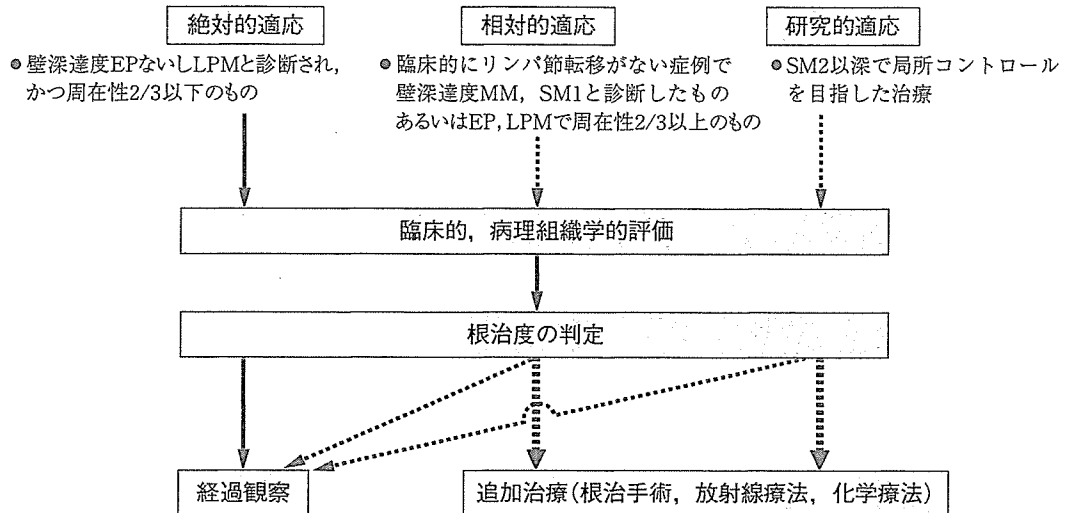 絶対的適応
相対的適応
研究的適応
●壁深達度EPないしLPMと診断され,
かつ周在性2/3以下のもの
●臨床的にリンパ節転移がない症例で
壁深達度MM, SM1と診断したもの
あるいはEP, LPMで周在性2/3以上のもの
●SM2以深で局所コントロール
を目指した治療
臨床的, 病理組織学的評価
根治度の判定
経過観察
追加治療(根治手術, 放射線療法, 化学療法)